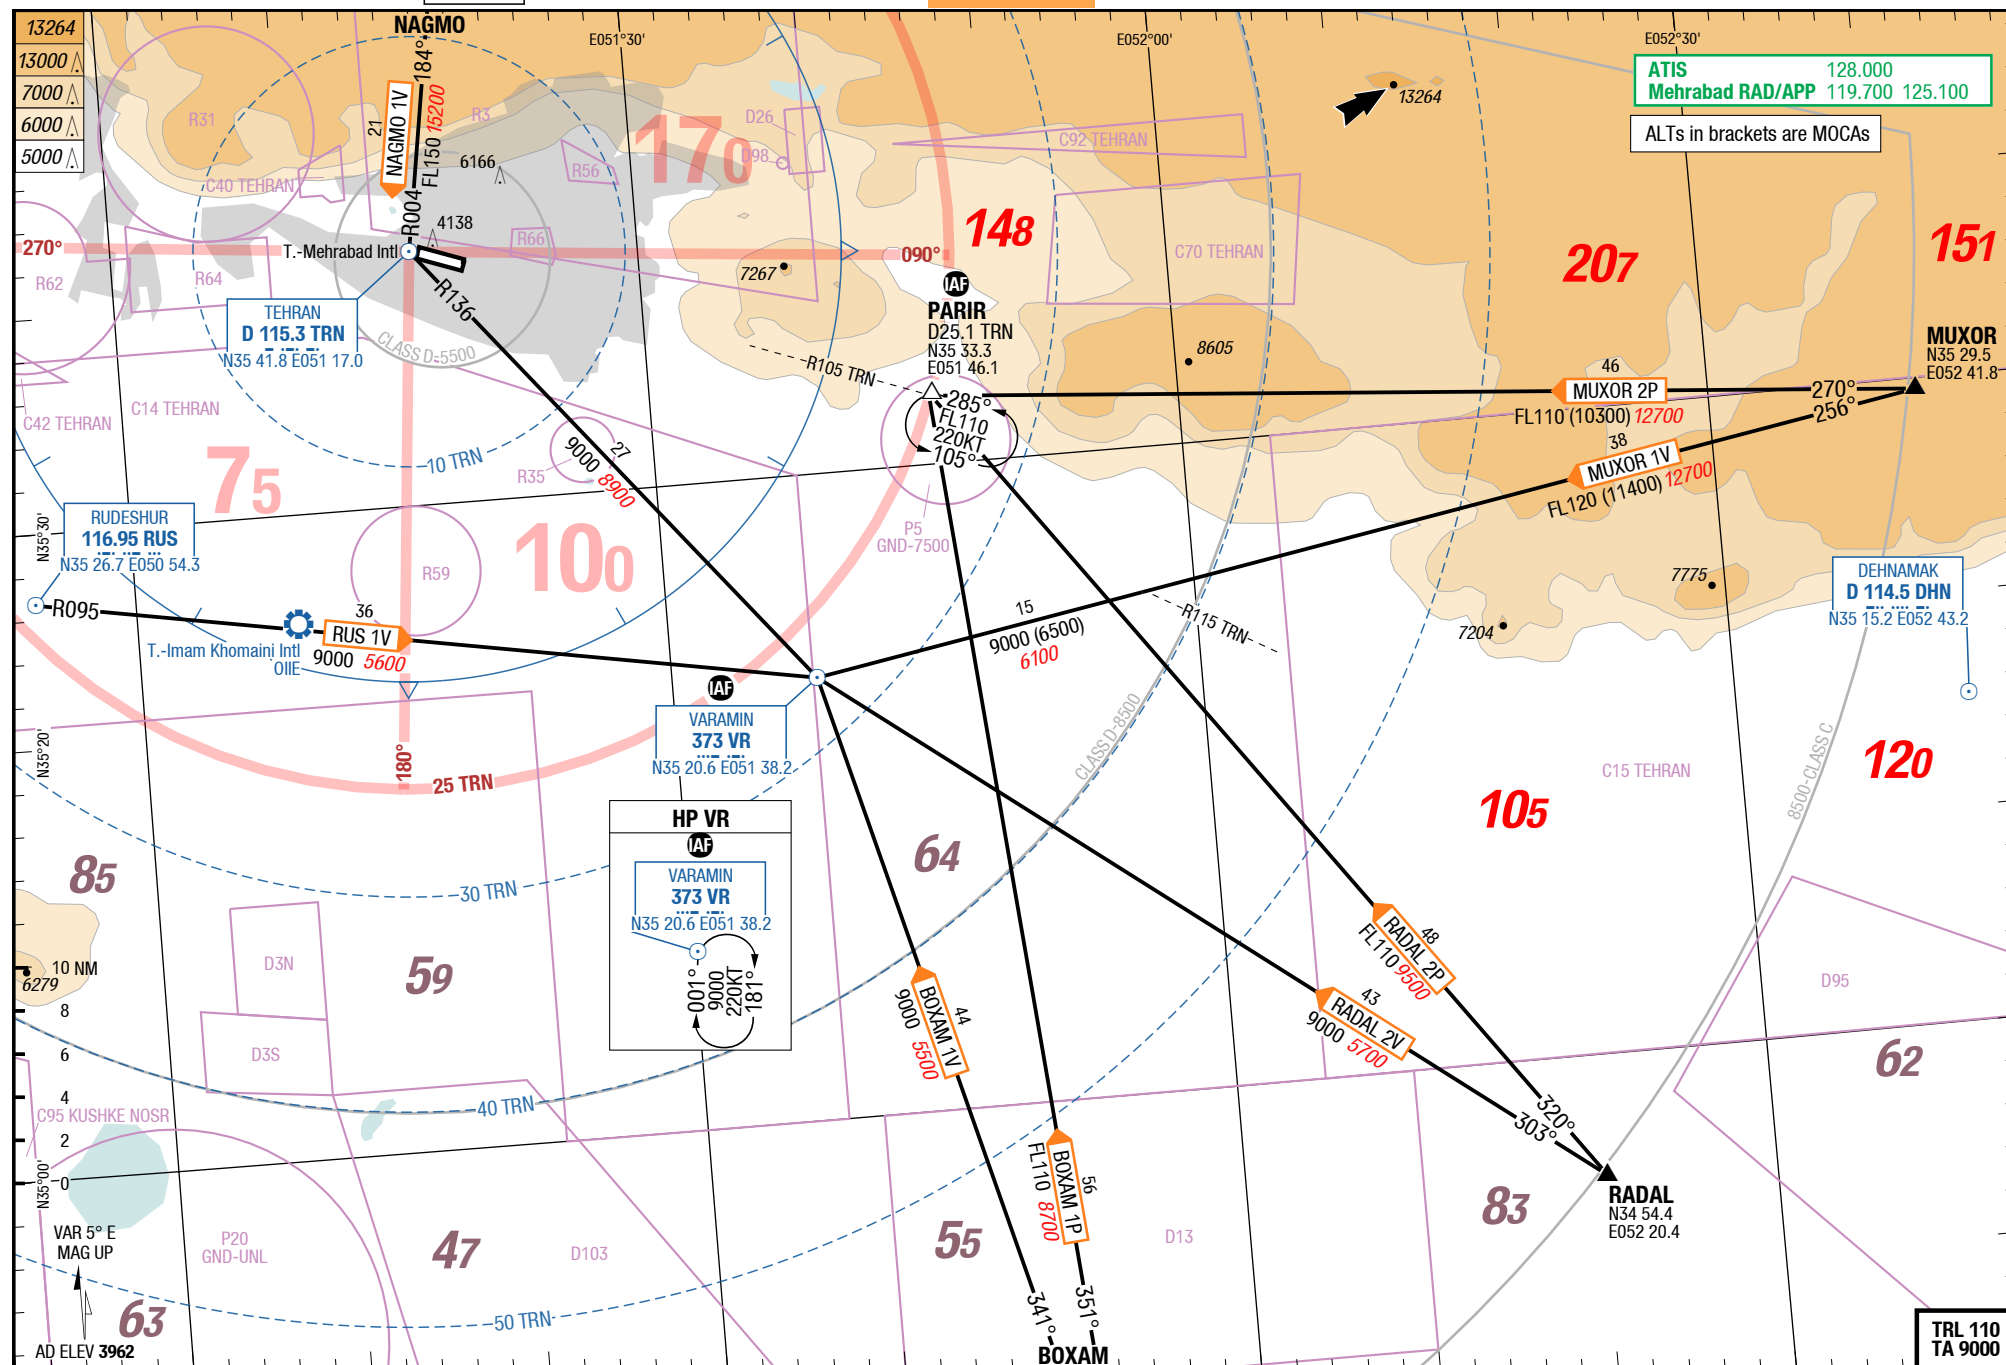 13264
13000
7000
6000
5000
NAGMO
184°
E051°30'
E052°00'
E052°30'
ATIS 128.000
Mehrabad RAD/APP 119.700 125.100
ALTs in brackets are MOCAs
13264
R31
21
NAGMO 1V
FL150 15200
R004
R3
6166
170
D26
D98
C92 TEHRAN
C40 TEHRAN
R56
4138
R66
148
C70 TEHRAN
207
151
270°
T.-Mehrabad Intl
090°
R62
R64
7267
R136
IAF
PARIR
D25.1 TRN
N35 33.3
E051 46.1
TEHRAN
D 115.3 TRN
N35 41.8 E051 17.0
CLASS D-5500
R105 TRN
8605
MUXOR
N35 29.5
E052 41.8
46
MUXOR 2P
270°
FL110 (10300) 12700
256°
38
MUXOR 1V
FL120 (11400) 12700
285°
FL110
220KT
105°
C42 TEHRAN
C14 TEHRAN
75
10 TRN
27
9000 8900
R35
100
P5
GND-7500
N35°30'
RUDESHUR
116.95 RUS
N35 26.7 E050 54.3
R59
7775
DEHNAMAK
D 114.5 DHN
N35 15.2 E052 43.2
R095
36
RUS 1V
9000 5600
T.-Imam Khomaini Intl
OIIE
15
9000 (6500)
6100
R115 TRN
7204
IAF
VARAMIN
373 VR
N35 20.6 E051 38.2
N35°20'
180°
25 TRN
CLASS D-8500
8500-CLASS C
C15 TEHRAN
120
105
HP VR
IAF
VARAMIN
373 VR
N35 20.6 E051 38.2
001°
9000
220KT
181°
64
85
30 TRN
59
D3N
D3S
10 NM
6279
8
6
4
2
0
C95 KUSHKE NOSR
40 TRN
44
BOXAM 1V
9000 5500
48
RADAL 2P
FL110 9500
43
RADAL 2V
9000 5700
D95
62
320°
303°
N35°00'
56
BOXAM 1P
FL110 8700
RADAL
N34 54.4
E052 20.4
83
VAR 5° E
MAG UP
P20
GND-UNL
47
D103
55
D13
63
50 TRN
341°
351°
BOXAM
AD ELEV 3962
TRL 110
TA 9000